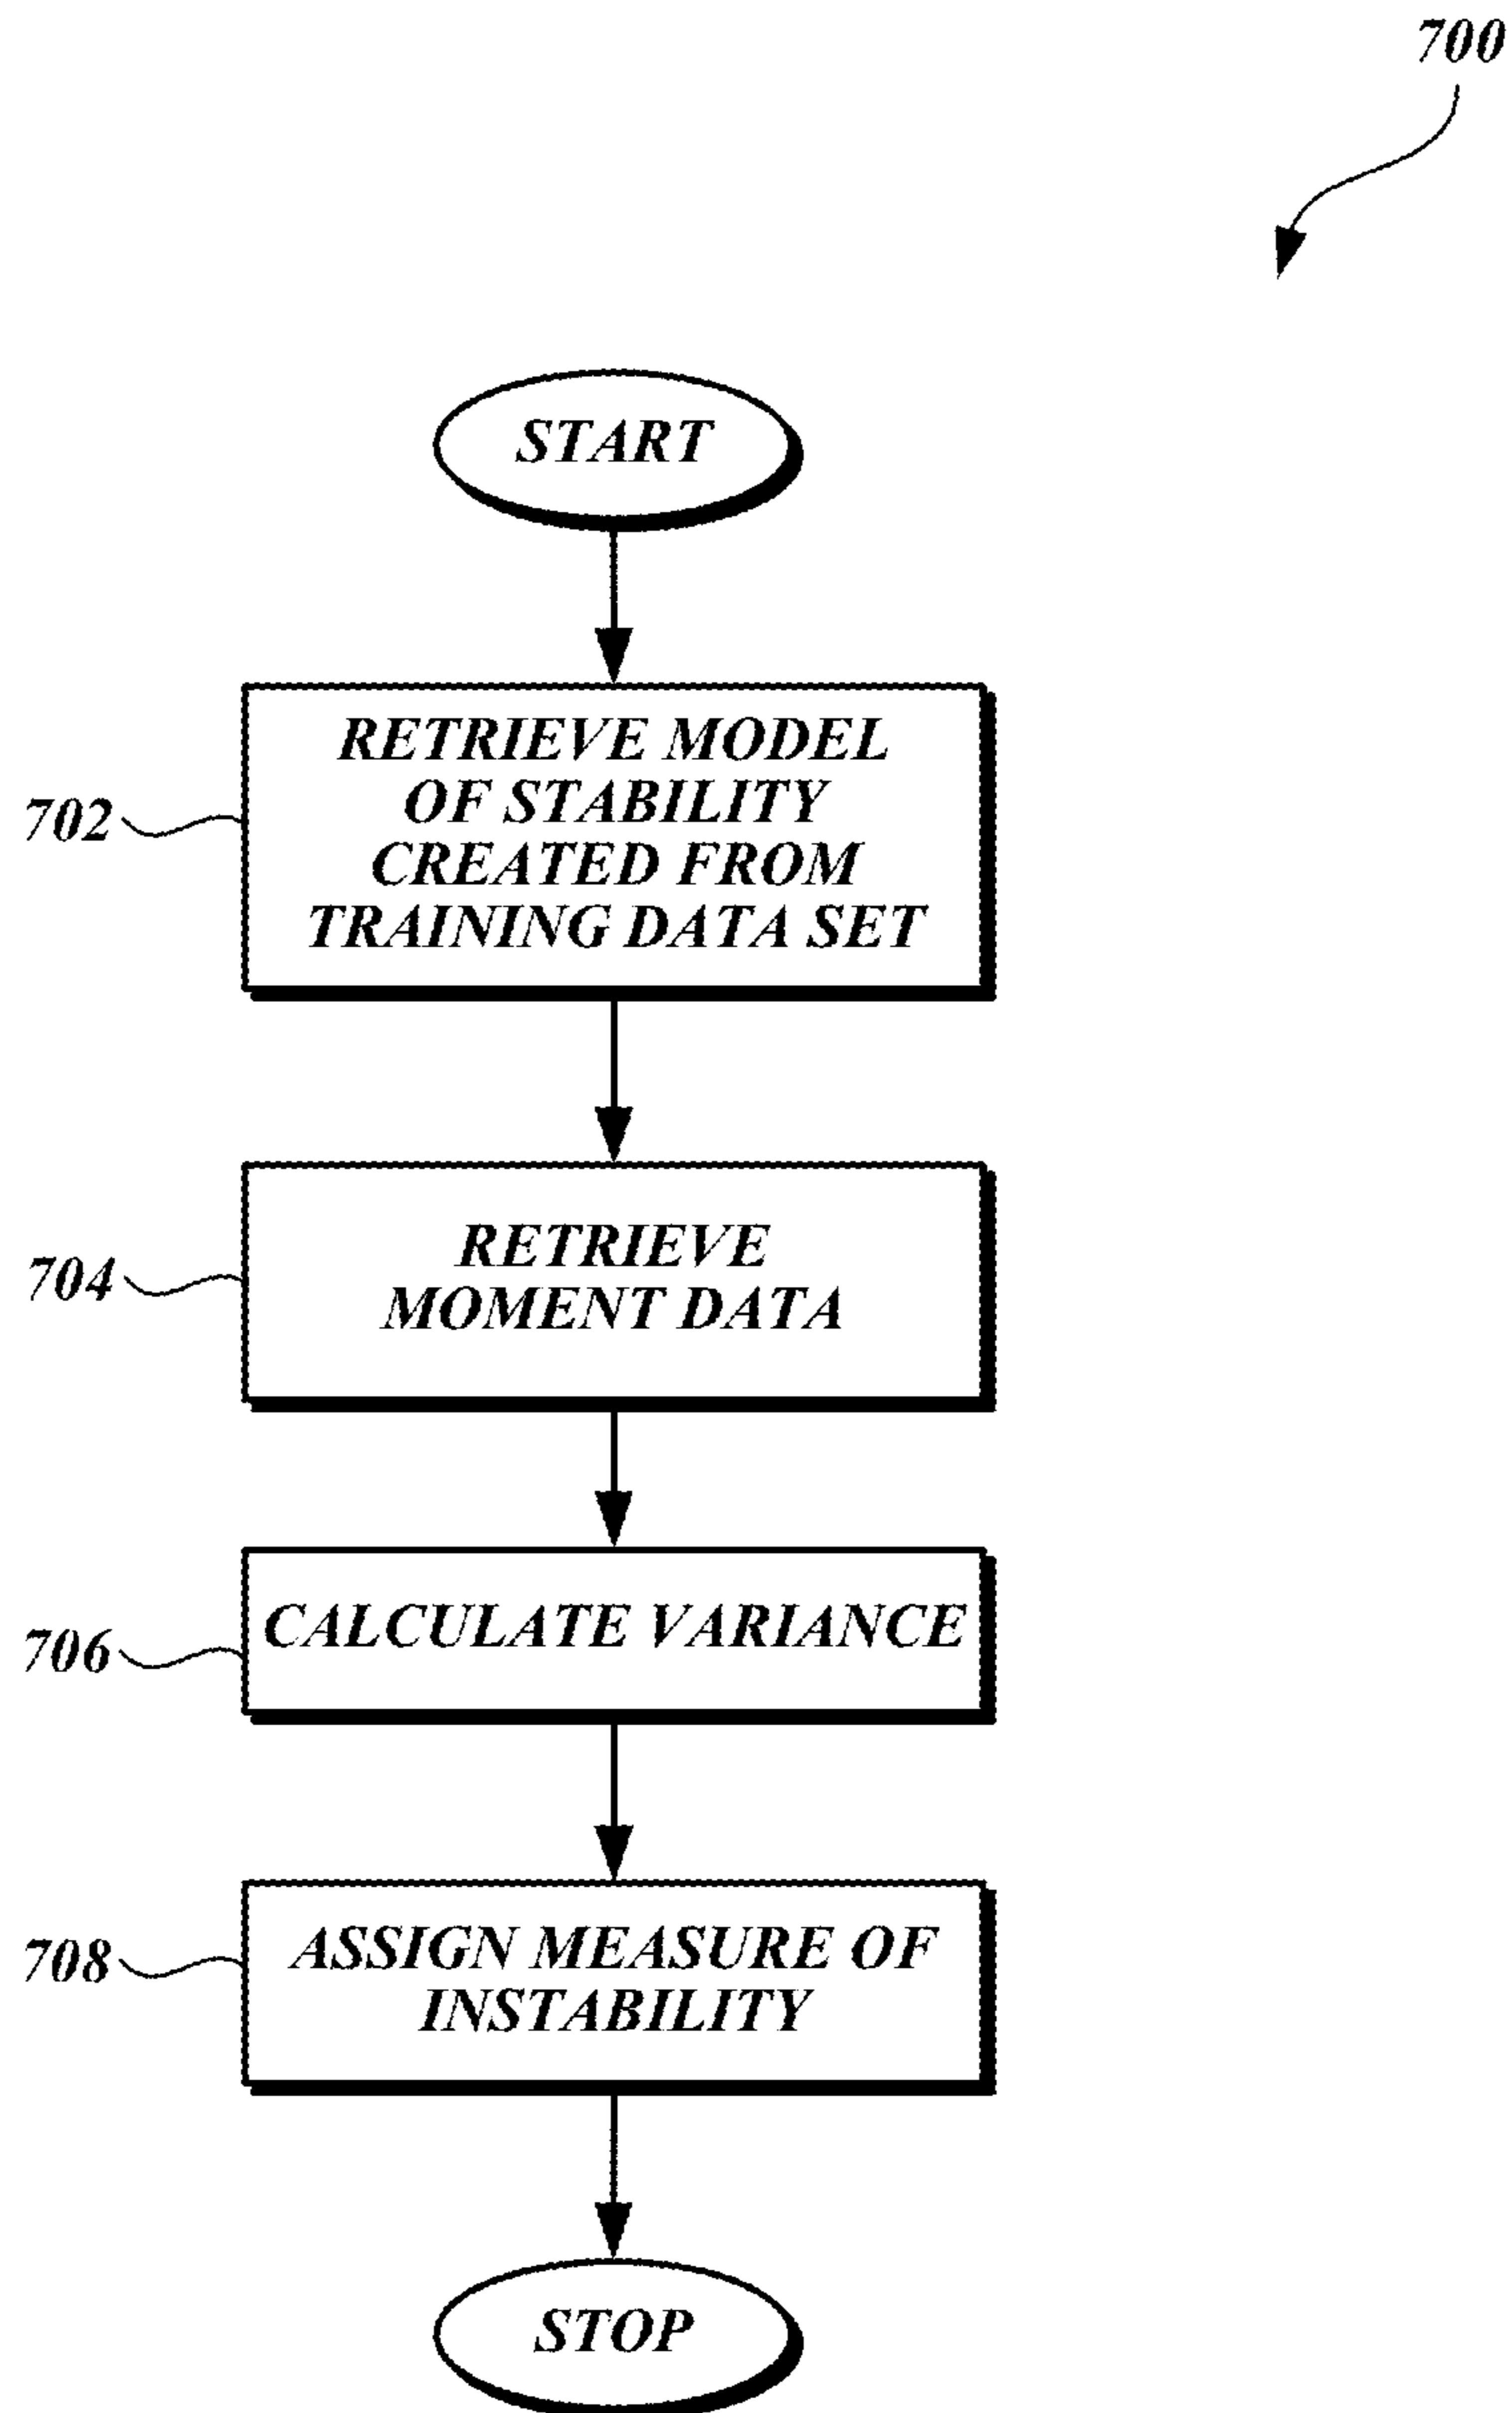 700
START
702
RETRIEVE MODEL
OF STABILITY
CREATED FROM
TRAINING DATA SET
704
RETRIEVE
MOMENT DATA
706
CALCULATE VARIANCE
708
ASSIGN MEASURE OF
INSTABILITY
STOP